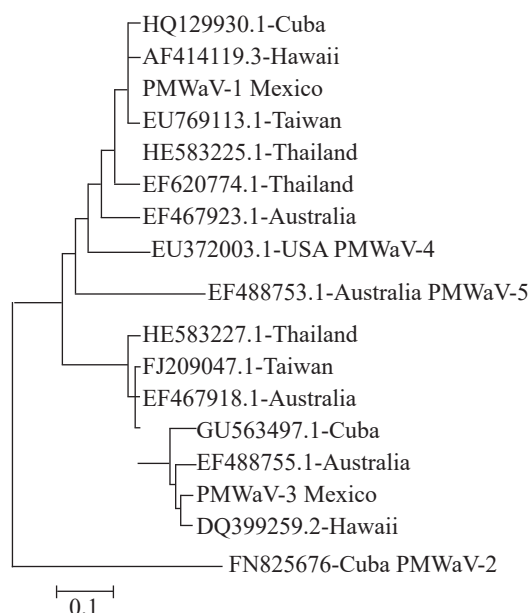 HQ129930.1-Cuba
AF414119.3-Hawaii
PMWaV-1 Mexico
EU769113.1-Taiwan
HE583225.1-Thailand
EF620774.1-Thailand
EF467923.1-Australia
EU372003.1-USA PMWaV-4
EF488753.1-Australia PMWaV-5
HE583227.1-Thailand
FJ209047.1-Taiwan
EF467918.1-Australia
GU563497.1-Cuba
EF488755.1-Australia
PMWaV-3 Mexico
DQ399259.2-Hawaii
FN825676-Cuba PMWaV-2
0.1